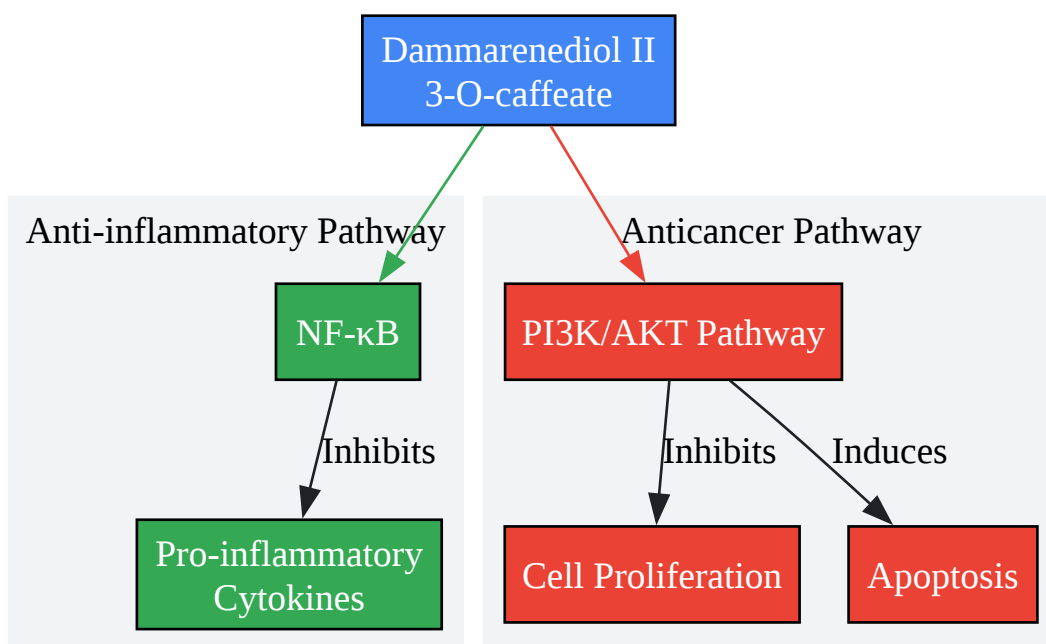 Dammarenediol II
3-O-caffeate
Anti-inflammatory Pathway
Anticancer Pathway
NF-κB
PI3K/AKT Pathway
Inhibits
Inhibits
Induces
Pro-inflammatory
Cytokines
Cell Proliferation
Apoptosis